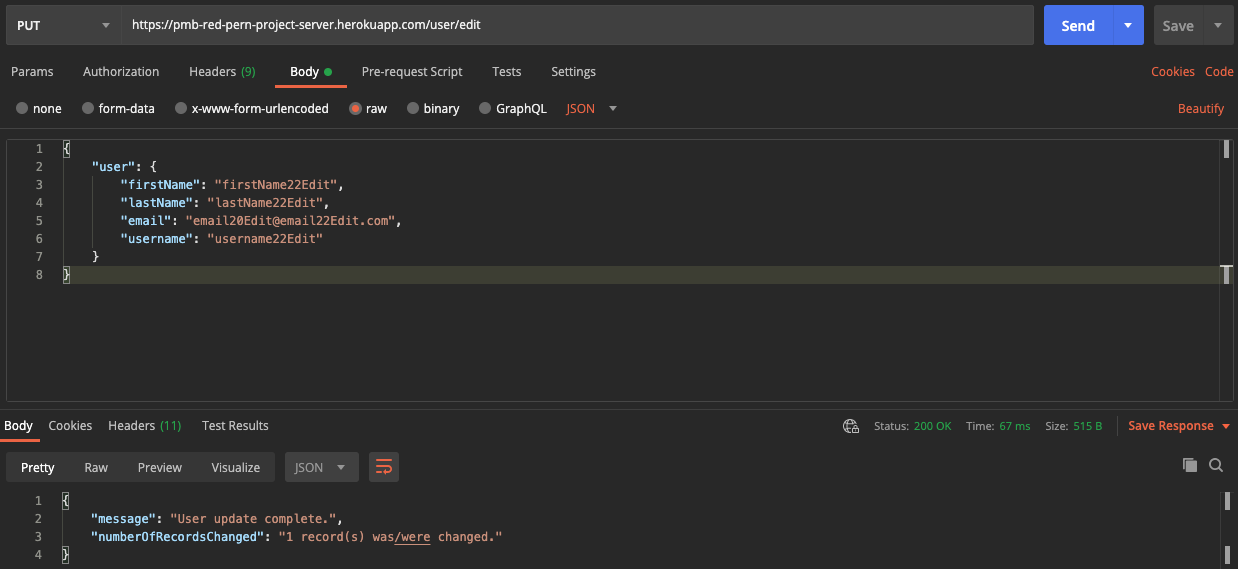 PUT https://pmb-red-pern-project-server.herokuapp.com/user/edit Send Save
Params Authorization Headers (9) Body Pre-request Script Tests Settings Cookies Code
none form-data x-www-form-urlencoded raw binary GraphQL JSON Beautify
1 {
2 "user": {
3 "firstName": "firstName22Edit",
4 "lastName": "lastName22Edit",
5 "email": "email20Edit@email22Edit.com",
6 "username": "username22Edit"
7 }
8 }
Body Cookies Headers (11) Test Results Status: 200 OK Time: 67 ms Size: 515 B Save Response
Pretty Raw Preview Visualize JSON
1 {
2 "message": "User update complete.",
3 "numberOfRecordsChanged": "1 record(s) was/were changed."
4 }